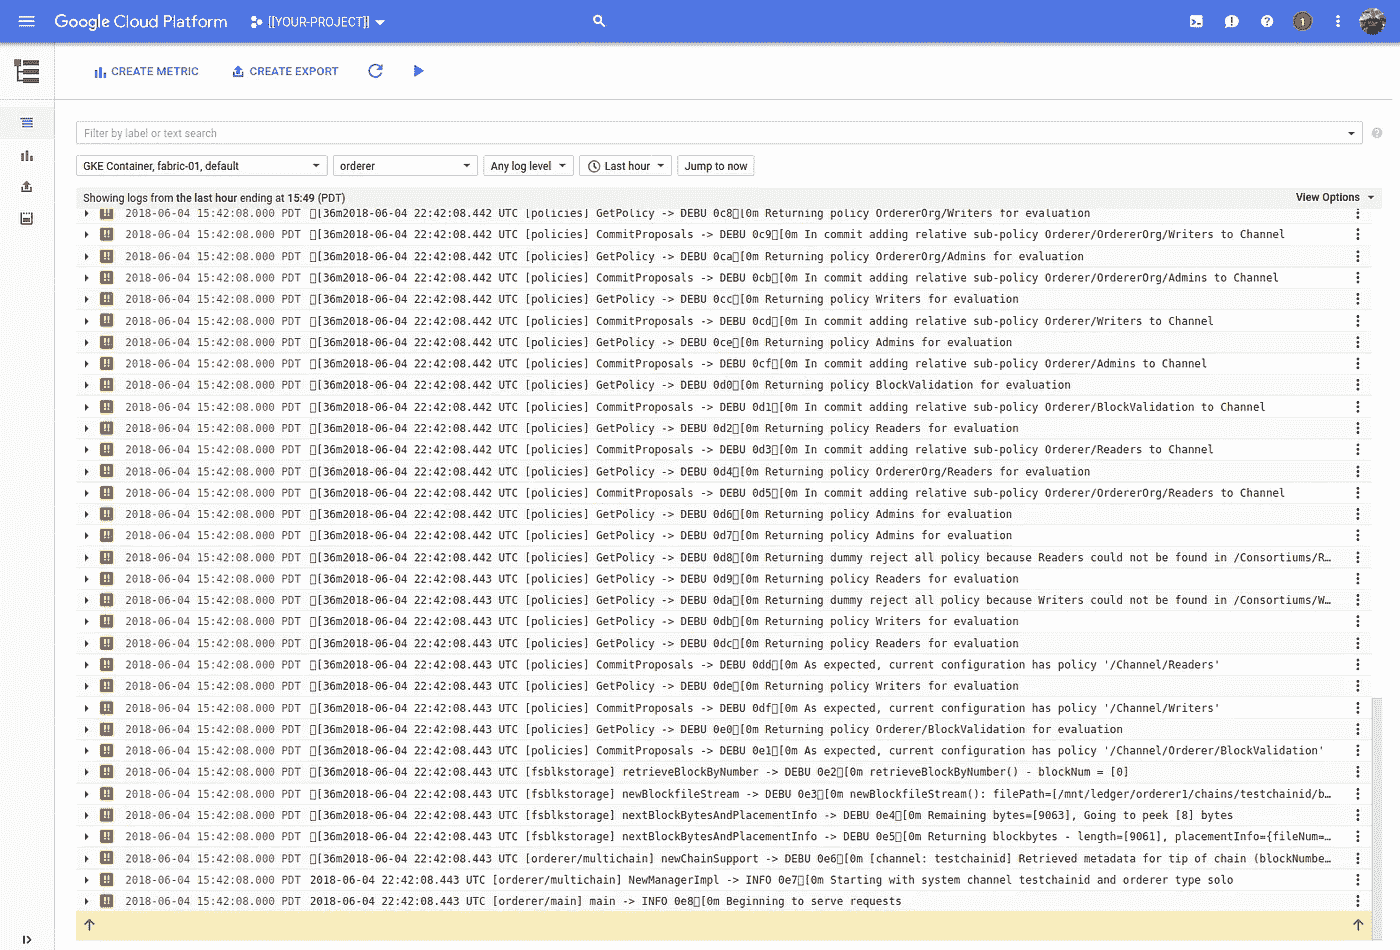 Google Cloud Platform [[YOUR-PROJECT]] 1
CREATE METRIC CREATE EXPORT
Filter by label or text search
GKE Container, fabric-01, default orderer Any log level Last hour Jump to now
Showing logs from the last hour ending at 15:49 (PDT) View Options
2018-06-04 15:42:08.000 PDT ▯[36m2018-06-04 22:42:08.442 UTC [policies] GetPolicy -> DEBU 0c8▯[0m Returning policy OrdererOrg/Writers for evaluation
2018-06-04 15:42:08.000 PDT ▯[36m2018-06-04 22:42:08.442 UTC [policies] CommitProposals -> DEBU 0c9▯[0m In commit adding relative sub-policy Orderer/OrdererOrg/Writers to Channel
2018-06-04 15:42:08.000 PDT ▯[36m2018-06-04 22:42:08.442 UTC [policies] GetPolicy -> DEBU 0ca▯[0m Returning policy OrdererOrg/Admins for evaluation
2018-06-04 15:42:08.000 PDT ▯[36m2018-06-04 22:42:08.442 UTC [policies] CommitProposals -> DEBU 0cb▯[0m In commit adding relative sub-policy Orderer/OrdererOrg/Admins to Channel
2018-06-04 15:42:08.000 PDT ▯[36m2018-06-04 22:42:08.442 UTC [policies] GetPolicy -> DEBU 0cc▯[0m Returning policy Writers for evaluation
2018-06-04 15:42:08.000 PDT ▯[36m2018-06-04 22:42:08.442 UTC [policies] CommitProposals -> DEBU 0cd▯[0m In commit adding relative sub-policy Orderer/Writers to Channel
2018-06-04 15:42:08.000 PDT ▯[36m2018-06-04 22:42:08.442 UTC [policies] GetPolicy -> DEBU 0ce▯[0m Returning policy Admins for evaluation
2018-06-04 15:42:08.000 PDT ▯[36m2018-06-04 22:42:08.442 UTC [policies] CommitProposals -> DEBU 0cf▯[0m In commit adding relative sub-policy Orderer/Admins to Channel
2018-06-04 15:42:08.000 PDT ▯[36m2018-06-04 22:42:08.442 UTC [policies] GetPolicy -> DEBU 0d0▯[0m Returning policy BlockValidation for evaluation
2018-06-04 15:42:08.000 PDT ▯[36m2018-06-04 22:42:08.442 UTC [policies] CommitProposals -> DEBU 0d1▯[0m In commit adding relative sub-policy Orderer/BlockValidation to Channel
2018-06-04 15:42:08.000 PDT ▯[36m2018-06-04 22:42:08.442 UTC [policies] GetPolicy -> DEBU 0d2▯[0m Returning policy Readers for evaluation
2018-06-04 15:42:08.000 PDT ▯[36m2018-06-04 22:42:08.442 UTC [policies] CommitProposals -> DEBU 0d3▯[0m In commit adding relative sub-policy Orderer/Readers to Channel
2018-06-04 15:42:08.000 PDT ▯[36m2018-06-04 22:42:08.442 UTC [policies] GetPolicy -> DEBU 0d4▯[0m Returning policy OrdererOrg/Readers for evaluation
2018-06-04 15:42:08.000 PDT ▯[36m2018-06-04 22:42:08.442 UTC [policies] CommitProposals -> DEBU 0d5▯[0m In commit adding relative sub-policy Orderer/OrdererOrg/Readers to Channel
2018-06-04 15:42:08.000 PDT ▯[36m2018-06-04 22:42:08.442 UTC [policies] GetPolicy -> DEBU 0d6▯[0m Returning policy Admins for evaluation
2018-06-04 15:42:08.000 PDT ▯[36m2018-06-04 22:42:08.442 UTC [policies] GetPolicy -> DEBU 0d7▯[0m Returning policy Admins for evaluation
2018-06-04 15:42:08.000 PDT ▯[36m2018-06-04 22:42:08.442 UTC [policies] GetPolicy -> DEBU 0d8▯[0m Returning dummy reject all policy because Readers could not be found in /Consortiums/R…
2018-06-04 15:42:08.000 PDT ▯[36m2018-06-04 22:42:08.443 UTC [policies] GetPolicy -> DEBU 0d9▯[0m Returning policy Readers for evaluation
2018-06-04 15:42:08.000 PDT ▯[36m2018-06-04 22:42:08.443 UTC [policies] GetPolicy -> DEBU 0da▯[0m Returning dummy reject all policy because Writers could not be found in /Consortiums/W…
2018-06-04 15:42:08.000 PDT ▯[36m2018-06-04 22:42:08.443 UTC [policies] GetPolicy -> DEBU 0db▯[0m Returning policy Writers for evaluation
2018-06-04 15:42:08.000 PDT ▯[36m2018-06-04 22:42:08.443 UTC [policies] GetPolicy -> DEBU 0dc▯[0m Returning policy Readers for evaluation
2018-06-04 15:42:08.000 PDT ▯[36m2018-06-04 22:42:08.443 UTC [policies] CommitProposals -> DEBU 0dd▯[0m As expected, current configuration has policy '/Channel/Readers'
2018-06-04 15:42:08.000 PDT ▯[36m2018-06-04 22:42:08.443 UTC [policies] GetPolicy -> DEBU 0de▯[0m Returning policy Writers for evaluation
2018-06-04 15:42:08.000 PDT ▯[36m2018-06-04 22:42:08.443 UTC [policies] CommitProposals -> DEBU 0df▯[0m As expected, current configuration has policy '/Channel/Writers'
2018-06-04 15:42:08.000 PDT ▯[36m2018-06-04 22:42:08.443 UTC [policies] GetPolicy -> DEBU 0e0▯[0m Returning policy Orderer/BlockValidation for evaluation
2018-06-04 15:42:08.000 PDT ▯[36m2018-06-04 22:42:08.443 UTC [policies] CommitProposals -> DEBU 0e1▯[0m As expected, current configuration has policy '/Channel/Orderer/BlockValidation'
2018-06-04 15:42:08.000 PDT ▯[36m2018-06-04 22:42:08.443 UTC [fsblkstorage] retrieveBlockByNumber -> DEBU 0e2▯[0m retrieveBlockByNumber() - blockNum = [0]
2018-06-04 15:42:08.000 PDT ▯[36m2018-06-04 22:42:08.443 UTC [fsblkstorage] newBlockfileStream -> DEBU 0e3▯[0m newBlockfileStream(): filePath=[/mnt/ledger/orderer1/chains/testchainid/b…
2018-06-04 15:42:08.000 PDT ▯[36m2018-06-04 22:42:08.443 UTC [fsblkstorage] nextBlockBytesAndPlacementInfo -> DEBU 0e4▯[0m Remaining bytes=[9063], Going to peek [8] bytes
2018-06-04 15:42:08.000 PDT ▯[36m2018-06-04 22:42:08.443 UTC [fsblkstorage] nextBlockBytesAndPlacementInfo -> DEBU 0e5▯[0m Returning blockbytes - length=[9061], placementInfo={fileNum=…
2018-06-04 15:42:08.000 PDT ▯[36m2018-06-04 22:42:08.443 UTC [orderer/multichain] newChainSupport -> DEBU 0e6▯[0m [channel: testchainid] Retrieved metadata for tip of chain (blockNumbe…
2018-06-04 15:42:08.000 PDT 2018-06-04 22:42:08.443 UTC [orderer/multichain] NewManagerImpl -> INFO 0e7▯[0m Starting with system channel testchainid and orderer type solo
2018-06-04 15:42:08.000 PDT 2018-06-04 22:42:08.443 UTC [orderer/main] main -> INFO 0e8▯[0m Beginning to serve requests